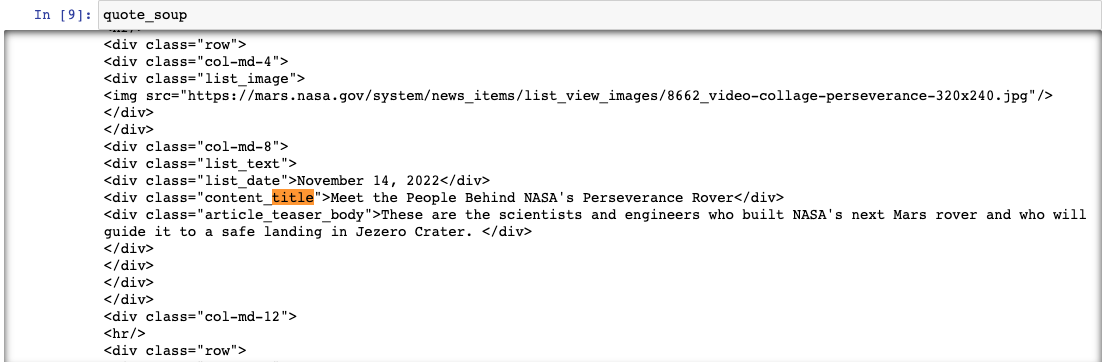 In [9]: quote_soup
<hr/>
<div class="row">
<div class="col-md-4">
<div class="list_image">
<img src="https://mars.nasa.gov/system/news_items/list_view_images/8662_video-collage-perseverance-320x240.jpg"/>
</div>
</div>
<div class="col-md-8">
<div class="list_text">
<div class="list_date">November 14, 2022</div>
<div class="content_title">Meet the People Behind NASA's Perseverance Rover</div>
<div class="article_teaser_body">These are the scientists and engineers who built NASA's next Mars rover and who will
guide it to a safe landing in Jezero Crater. </div>
</div>
</div>
</div>
</div>
<div class="col-md-12">
<hr/>
<div class="row">